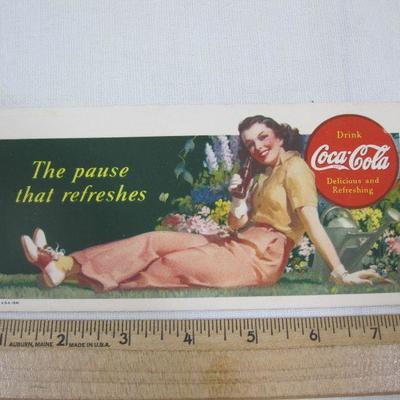 The pause
that refreshes
Drink
Coca-Cola
Delicious and
Refreshing
1 2 3 4 5 6 7
AUBURN, MAINE MADE IN U.S.A.